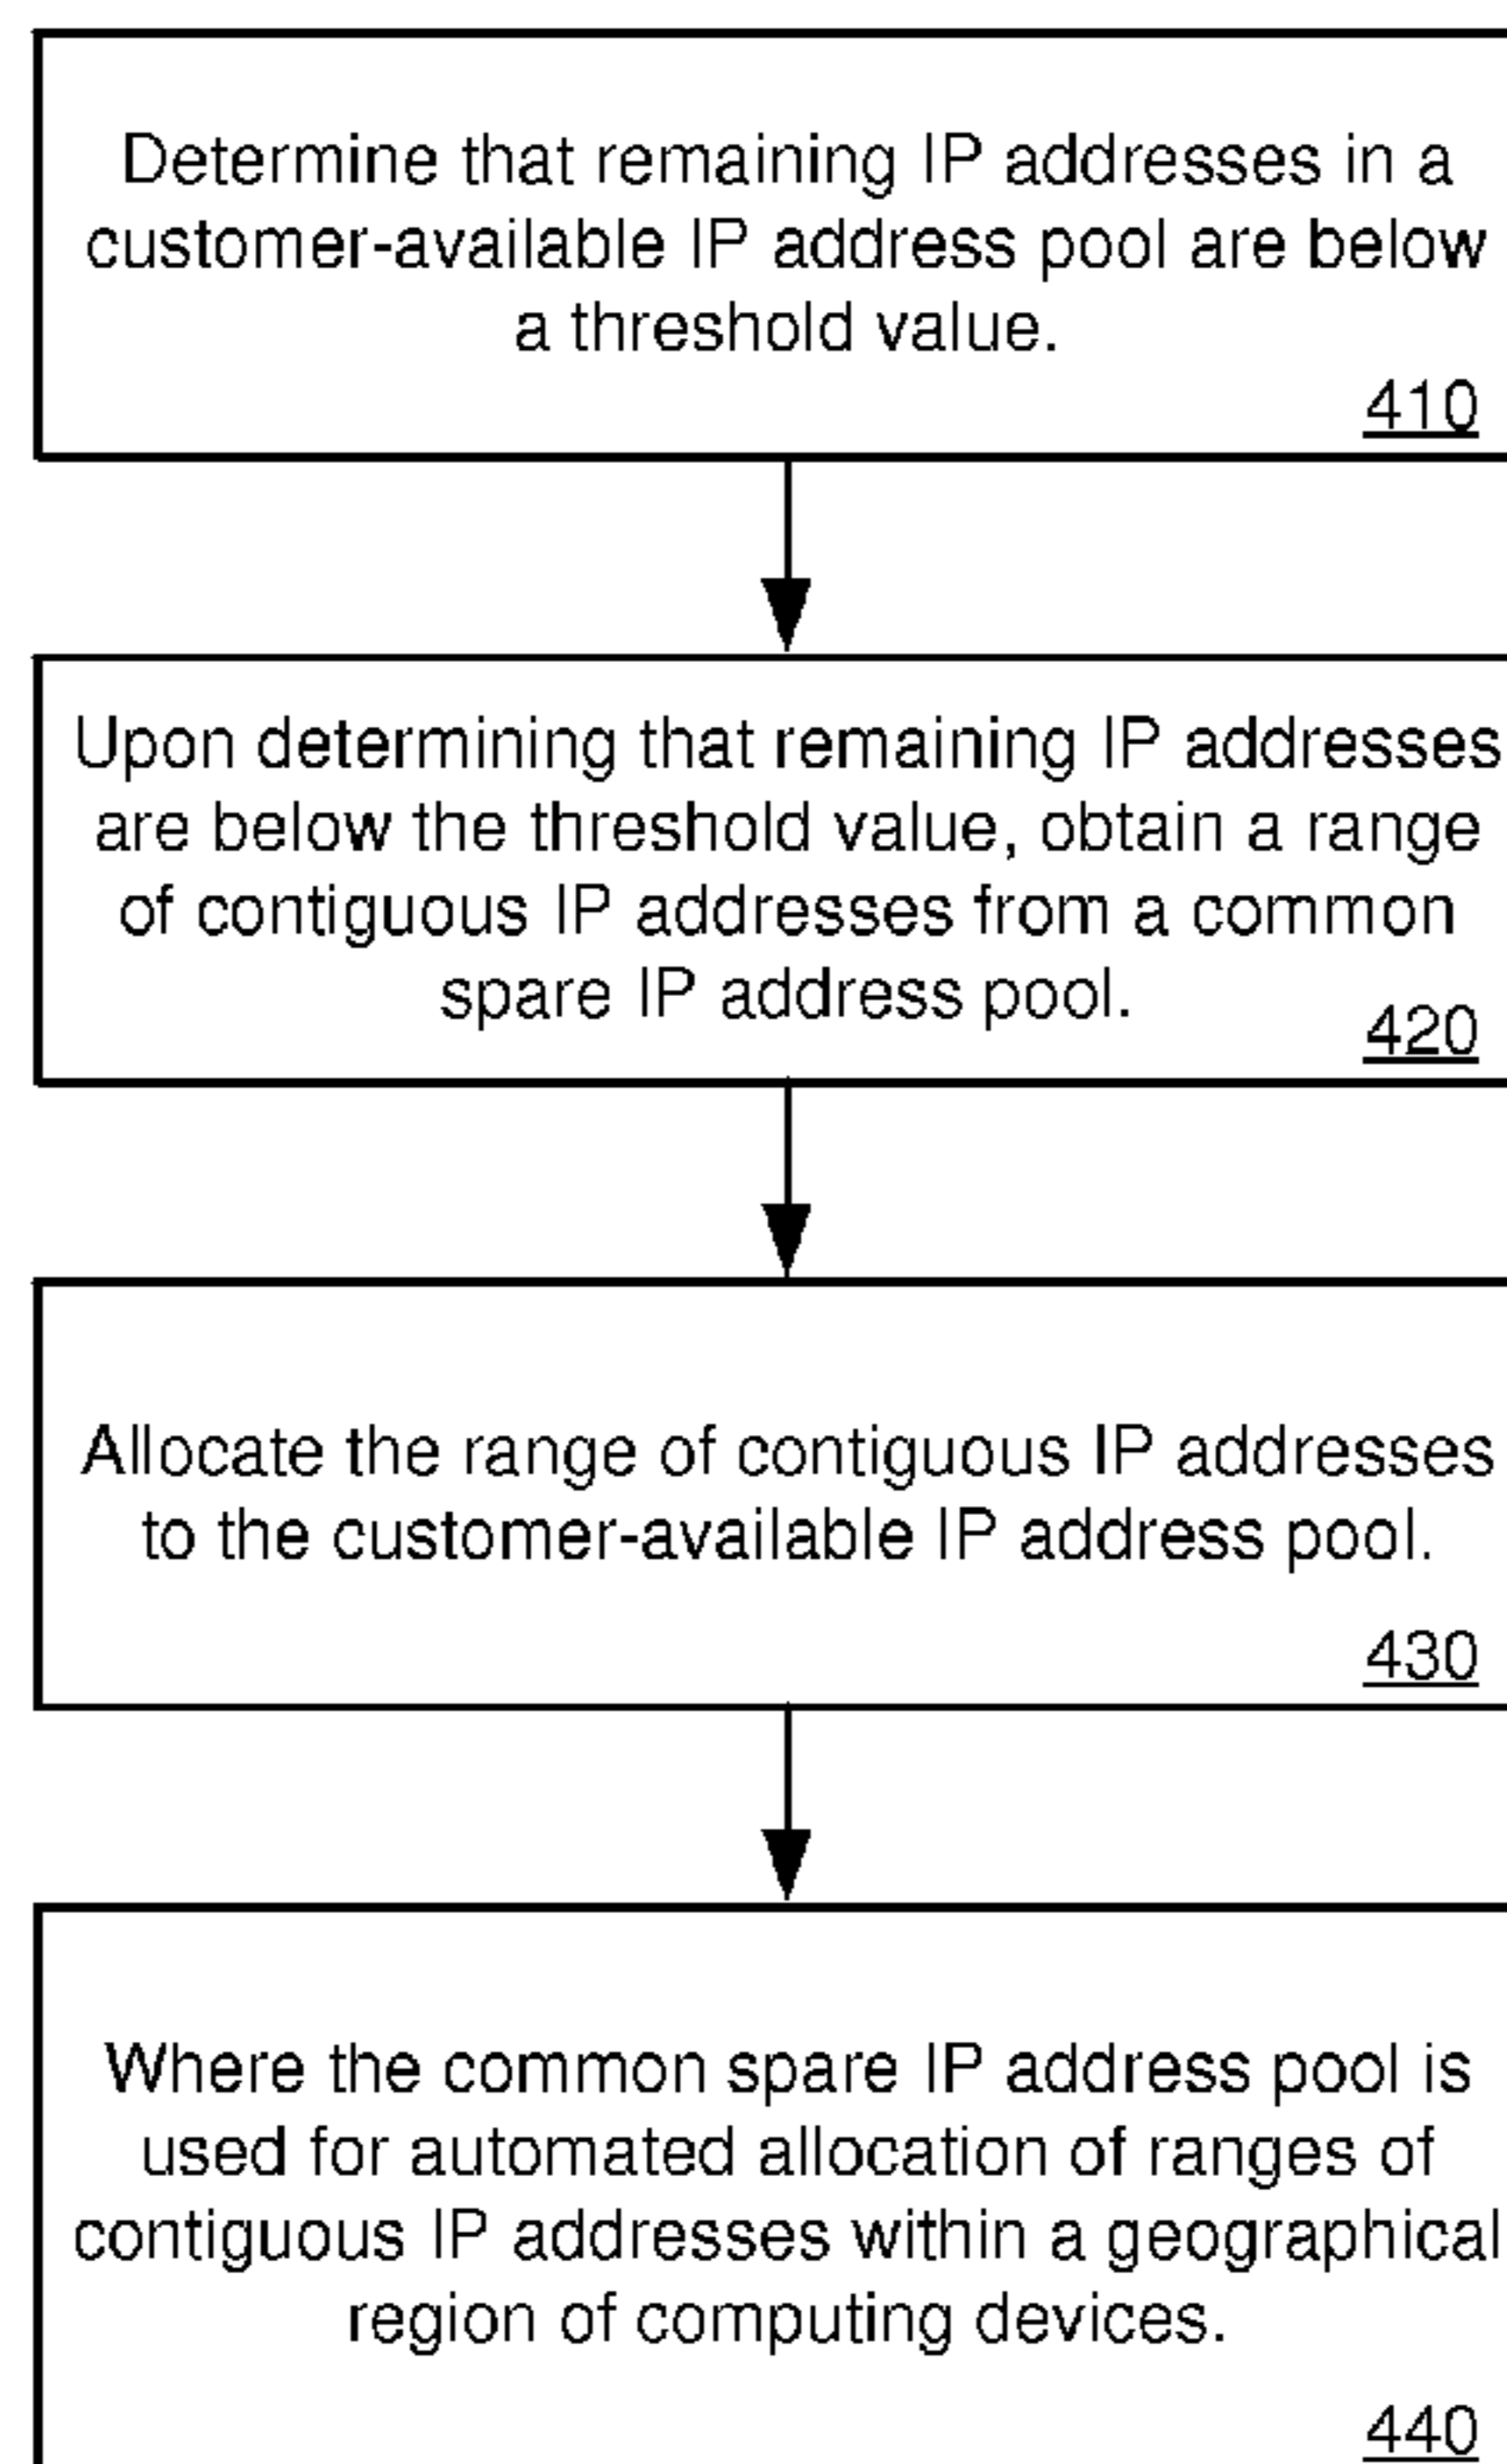 Determine that remaining IP addresses in a
customer-available IP address pool are below
a threshold value.
410
Upon determining that remaining IP addresses
are below the threshold value, obtain a range
of contiguous IP addresses from a common
spare IP address pool.
420
Allocate the range of contiguous IP addresses
to the customer-available IP address pool.
430
Where the common spare IP address pool is
used for automated allocation of ranges of
contiguous IP addresses within a geographical
region of computing devices.
440